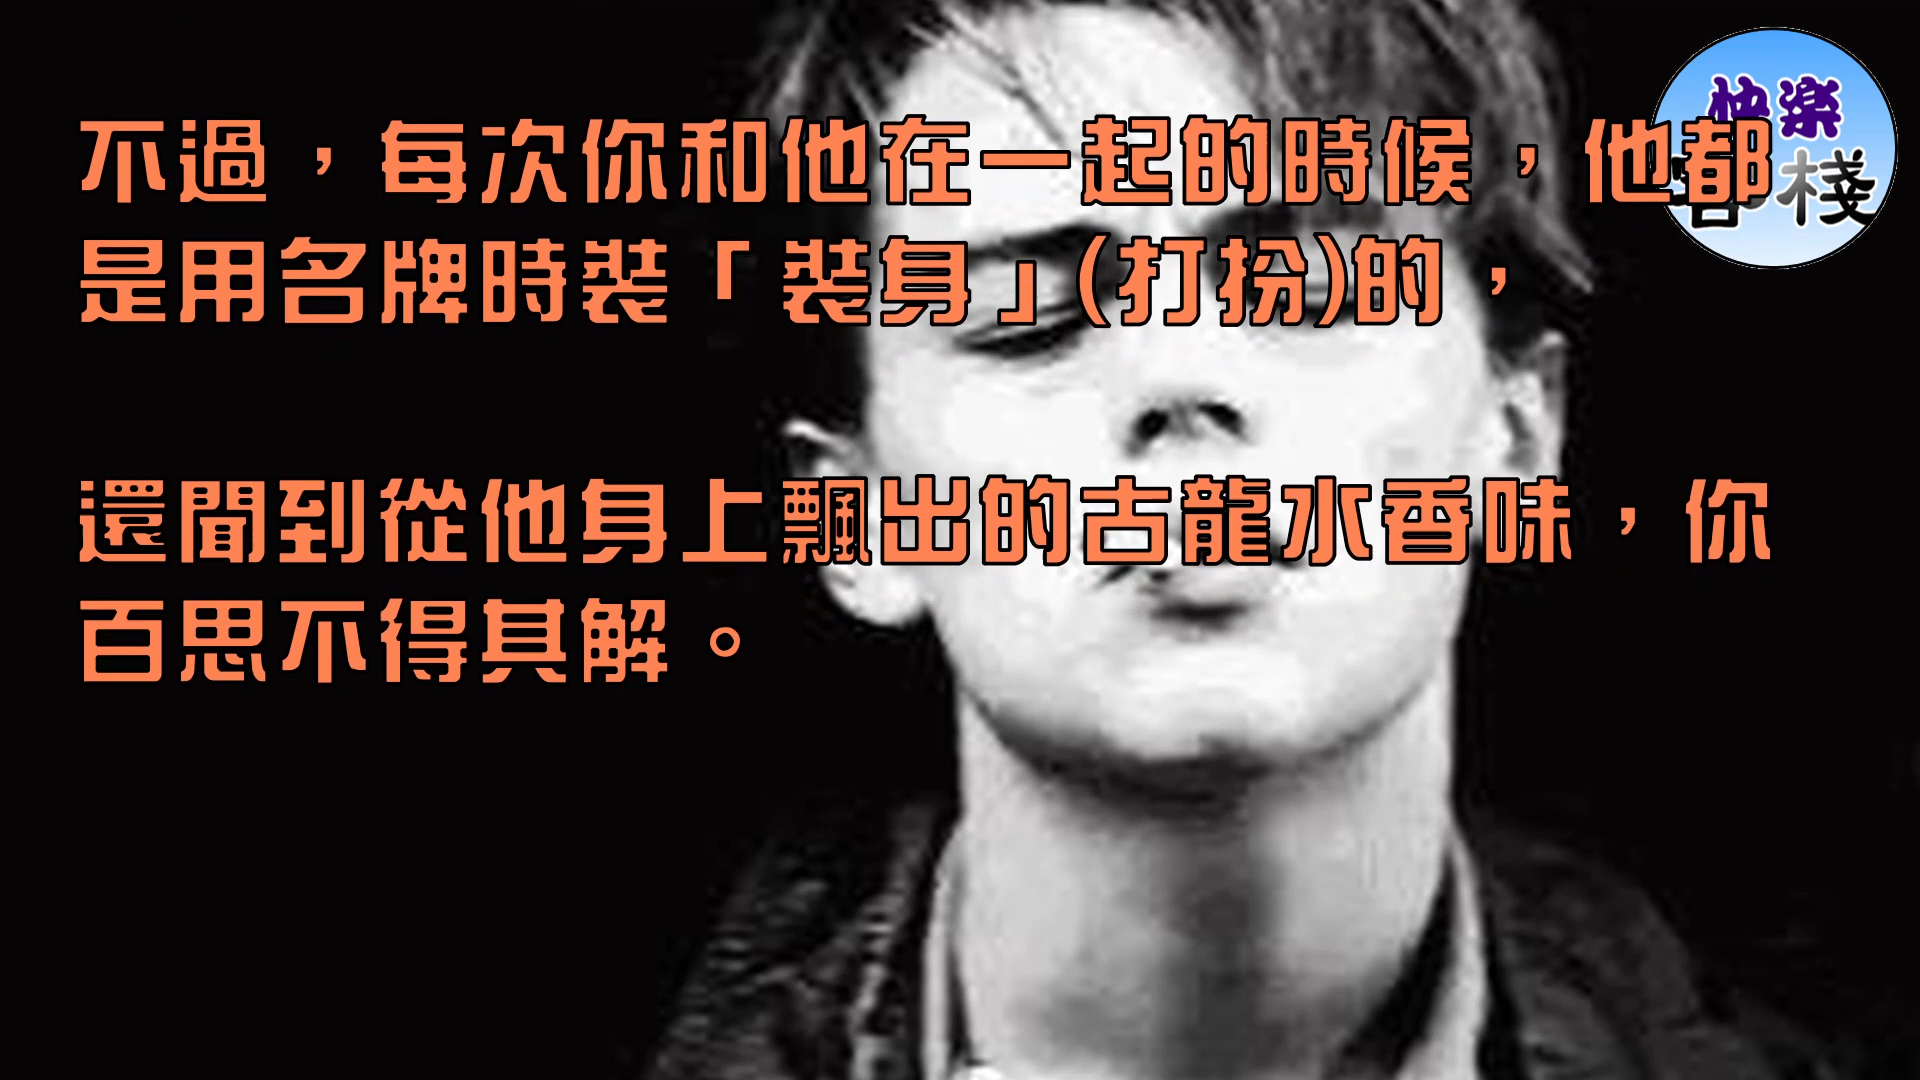 快樂
客棧
不過，每次你和他在一起的時候，他都
是用名牌時裝「裝身」(打扮)的，
還聞到從他身上飄出的古龍水香味，你
百思不得其解。